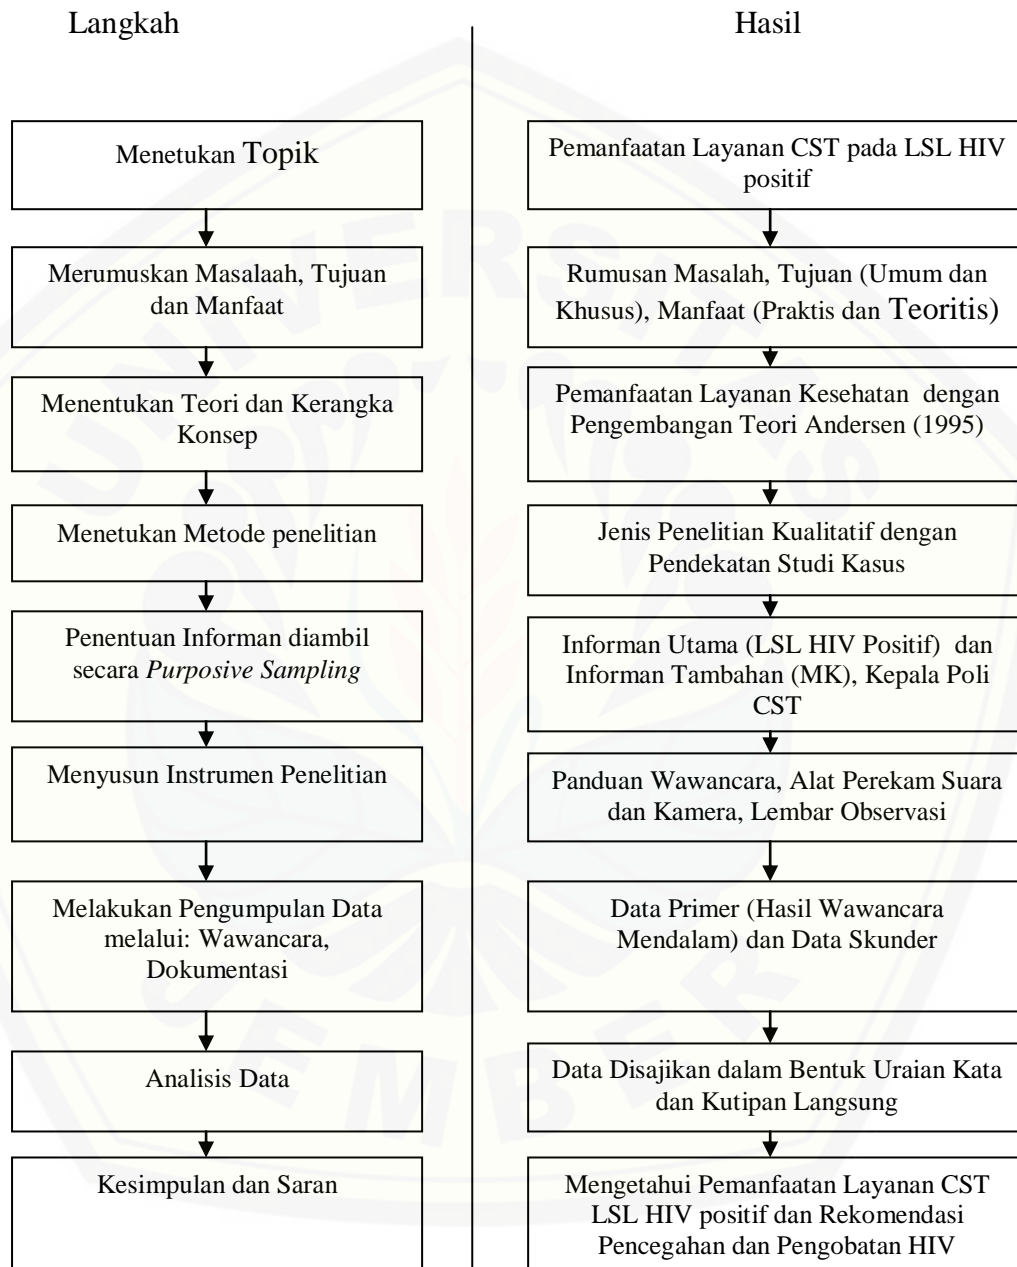 Langkah
Hasil
Menetukan Topik
Pemanfaatan Layanan CST pada LSL HIV
positif
Merumuskan Masalaah, Tujuan
dan Manfaat
Rumusan Masalah, Tujuan (Umum dan
Khusus), Manfaat (Praktis dan Teoritis)
Menentukan Teori dan Kerangka
Konsep
Pemanfaatan Layanan Kesehatan dengan
Pengembangan Teori Andersen (1995)
Menetukan Metode penelitian
Jenis Penelitian Kualitatif dengan
Pendekatan Studi Kasus
Penentuan Informan diambil
secara Purposive Sampling
Informan Utama (LSL HIV Positif) dan
Informan Tambahan (MK), Kepala Poli
CST
Menyusun Instrumen Penelitian
Panduan Wawancara, Alat Perekam Suara
dan Kamera, Lembar Observasi
Melakukan Pengumpulan Data
melalui: Wawancara,
Dokumentasi
Data Primer (Hasil Wawancara
Mendalam) dan Data Skunder
Analisis Data
Data Disajikan dalam Bentuk Uraian Kata
dan Kutipan Langsung
Kesimpulan dan Saran
Mengetahui Pemanfaatan Layanan CST
LSL HIV positif dan Rekomendasi
Pencegahan dan Pengobatan HIV
UNIVERSITAS
JEMBER